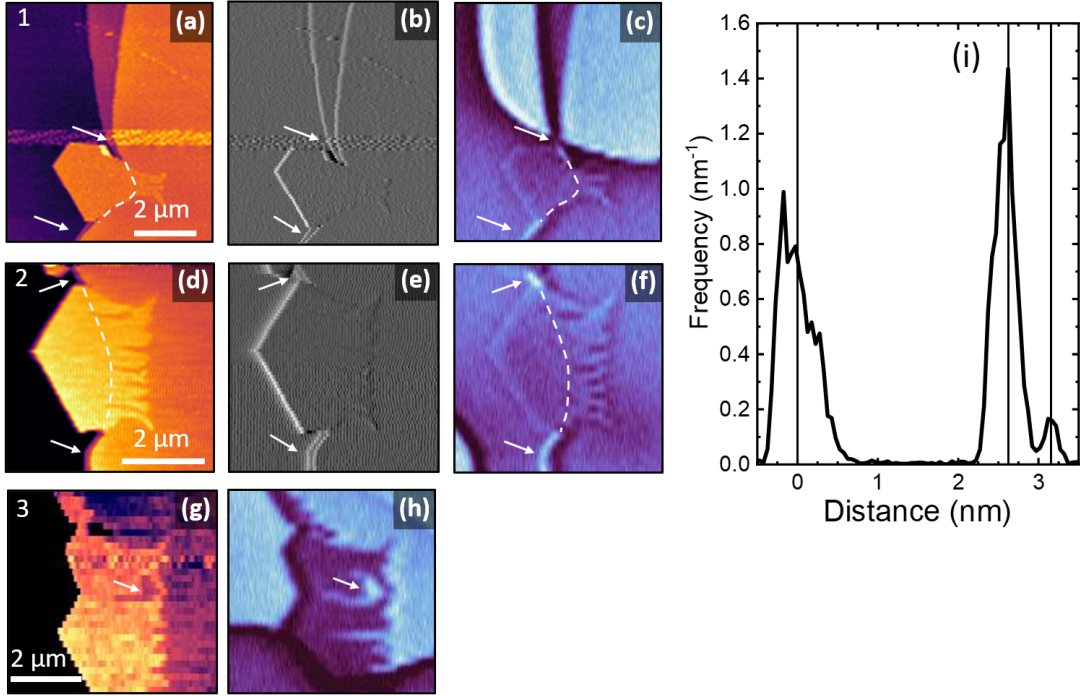 1 (a) (b) (c)
2 µm
2 (d) (e) (f)
2 µm
3 (g) (h)
2 µm
(i)
1.6
1.4
1.2
1.0
0.8
0.6
0.4
0.2
0.0
Frequency (nm⁻¹)
0 1 2 3
Distance (nm)